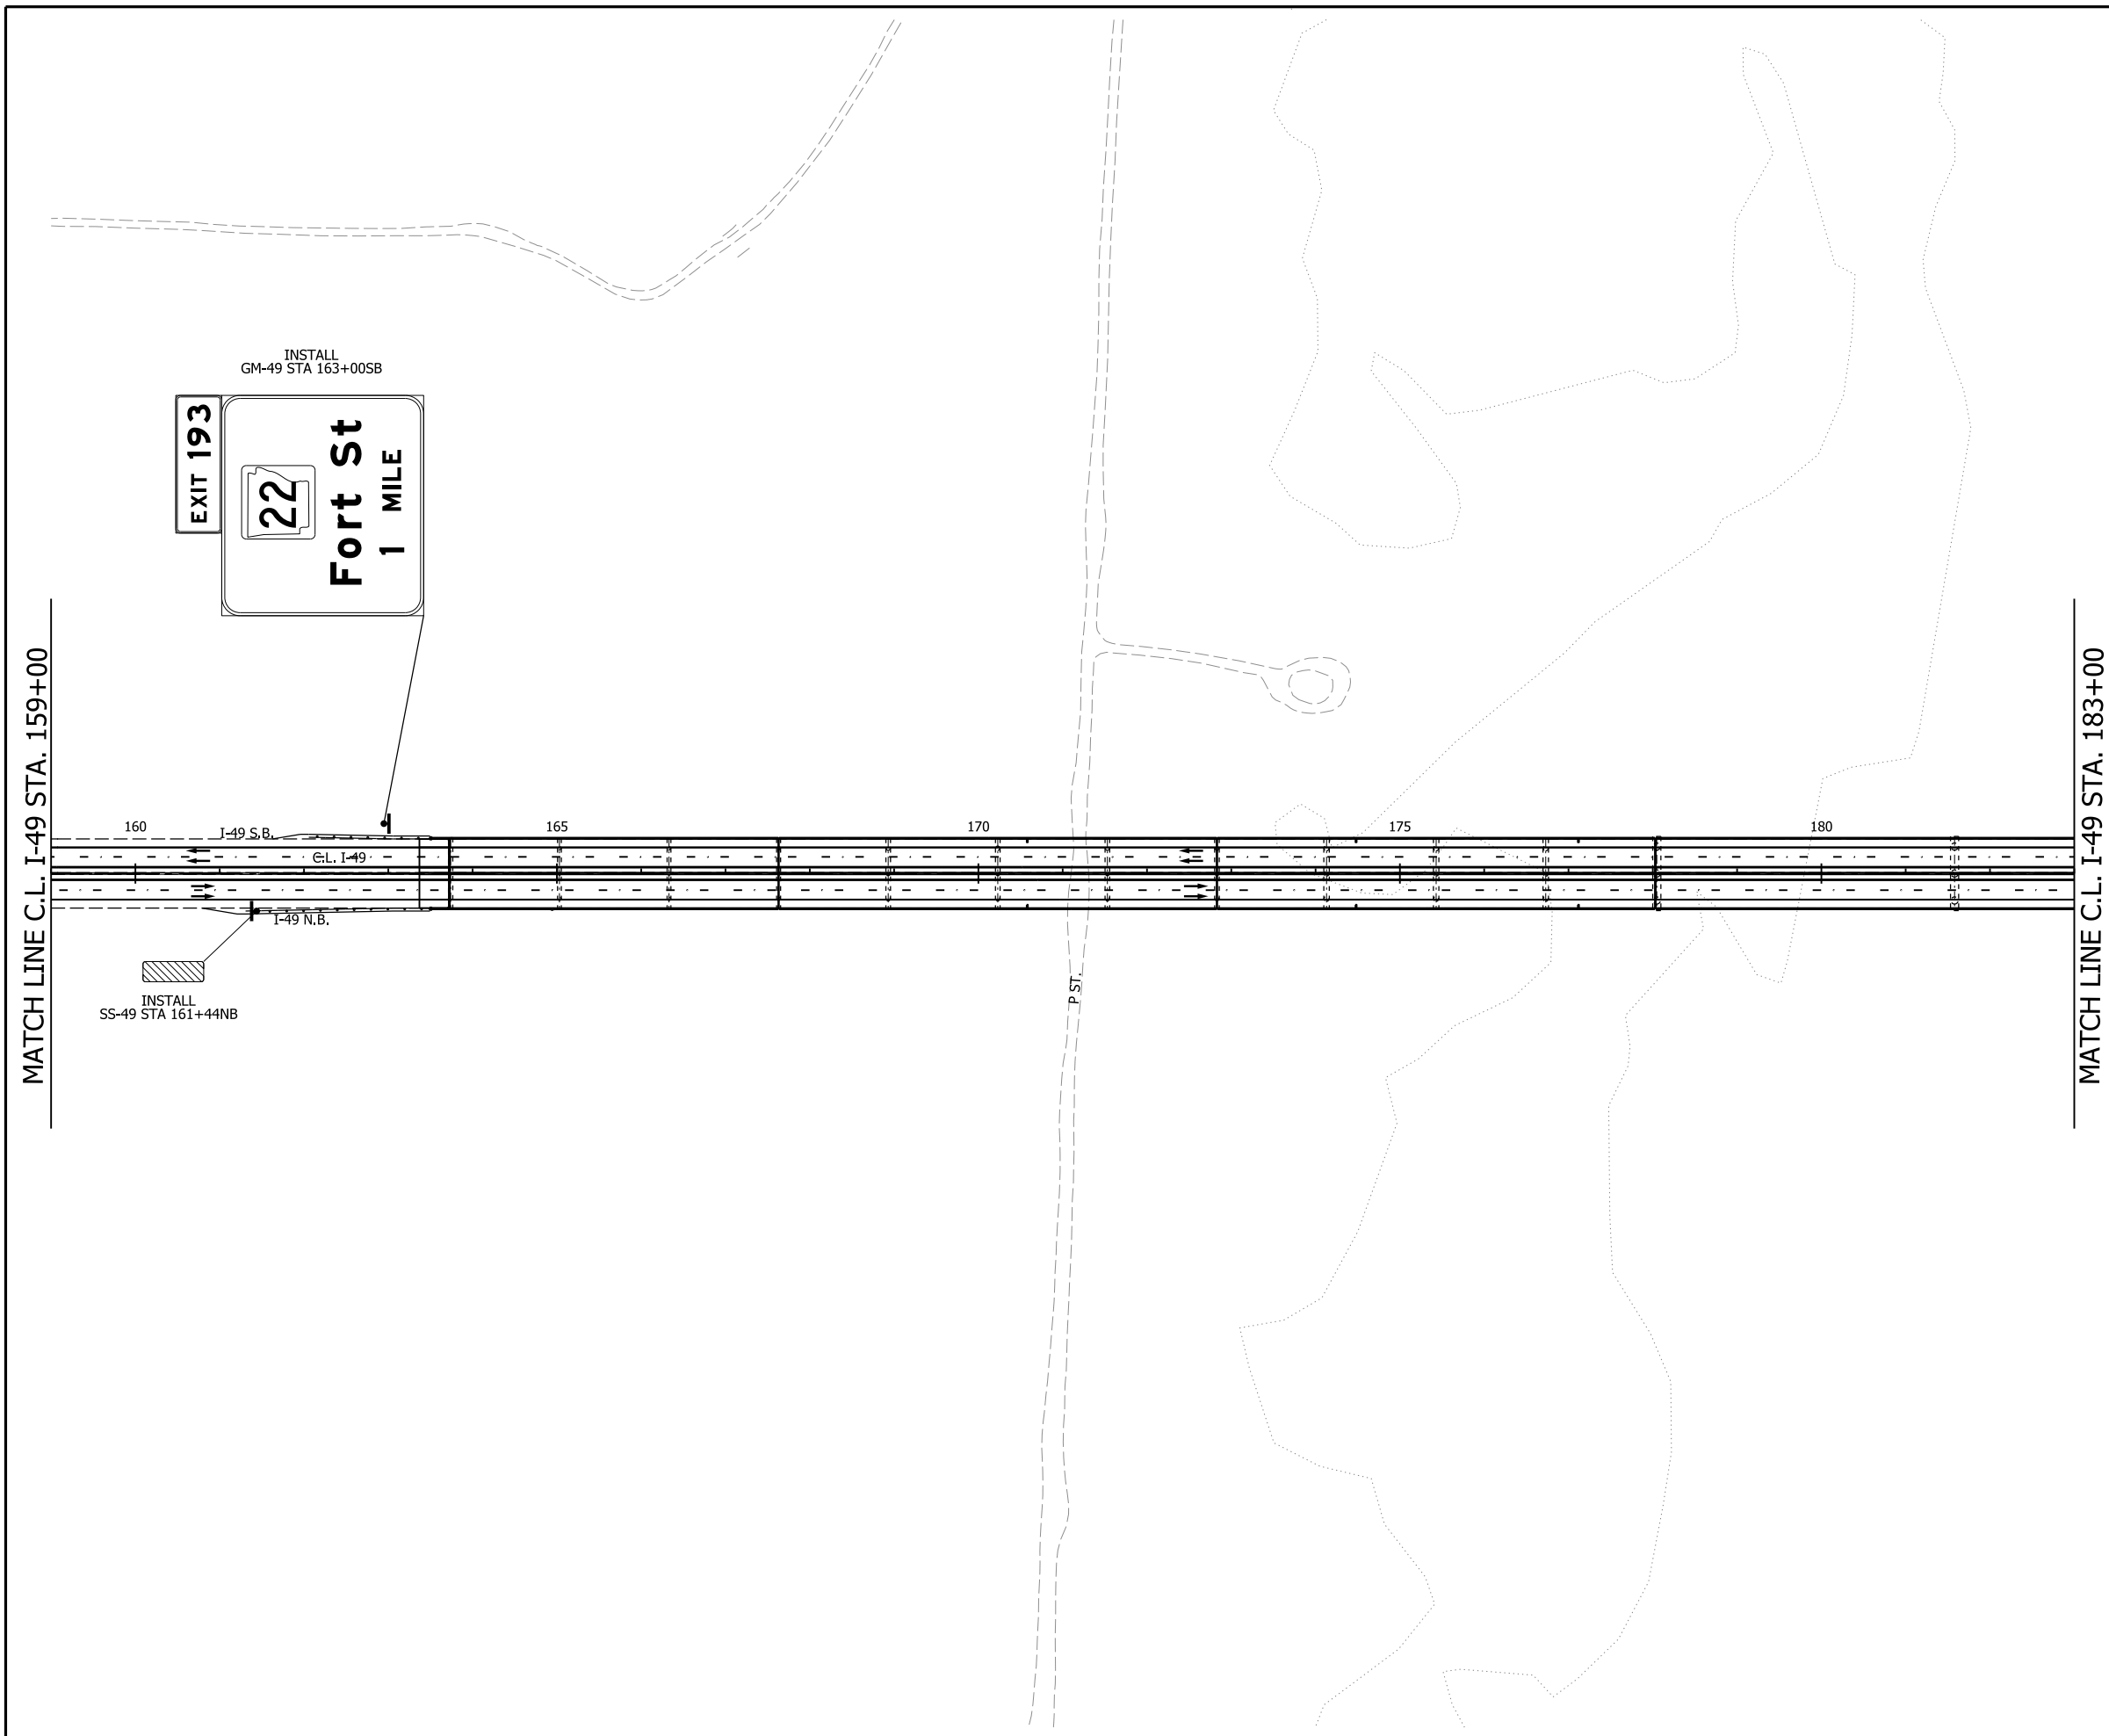 INSTALL
GM-49 STA 163+00SB
EXIT 193
22
Fort St
1 MILE
MATCH LINE C.L. I-49 STA. 159+00
160
I-49 S.B.
C.L. I-49
165
170
175
180
I-49 N.B.
INSTALL
SS-49 STA 161+44NB
P ST.
MATCH LINE C.L. I-49 STA. 183+00